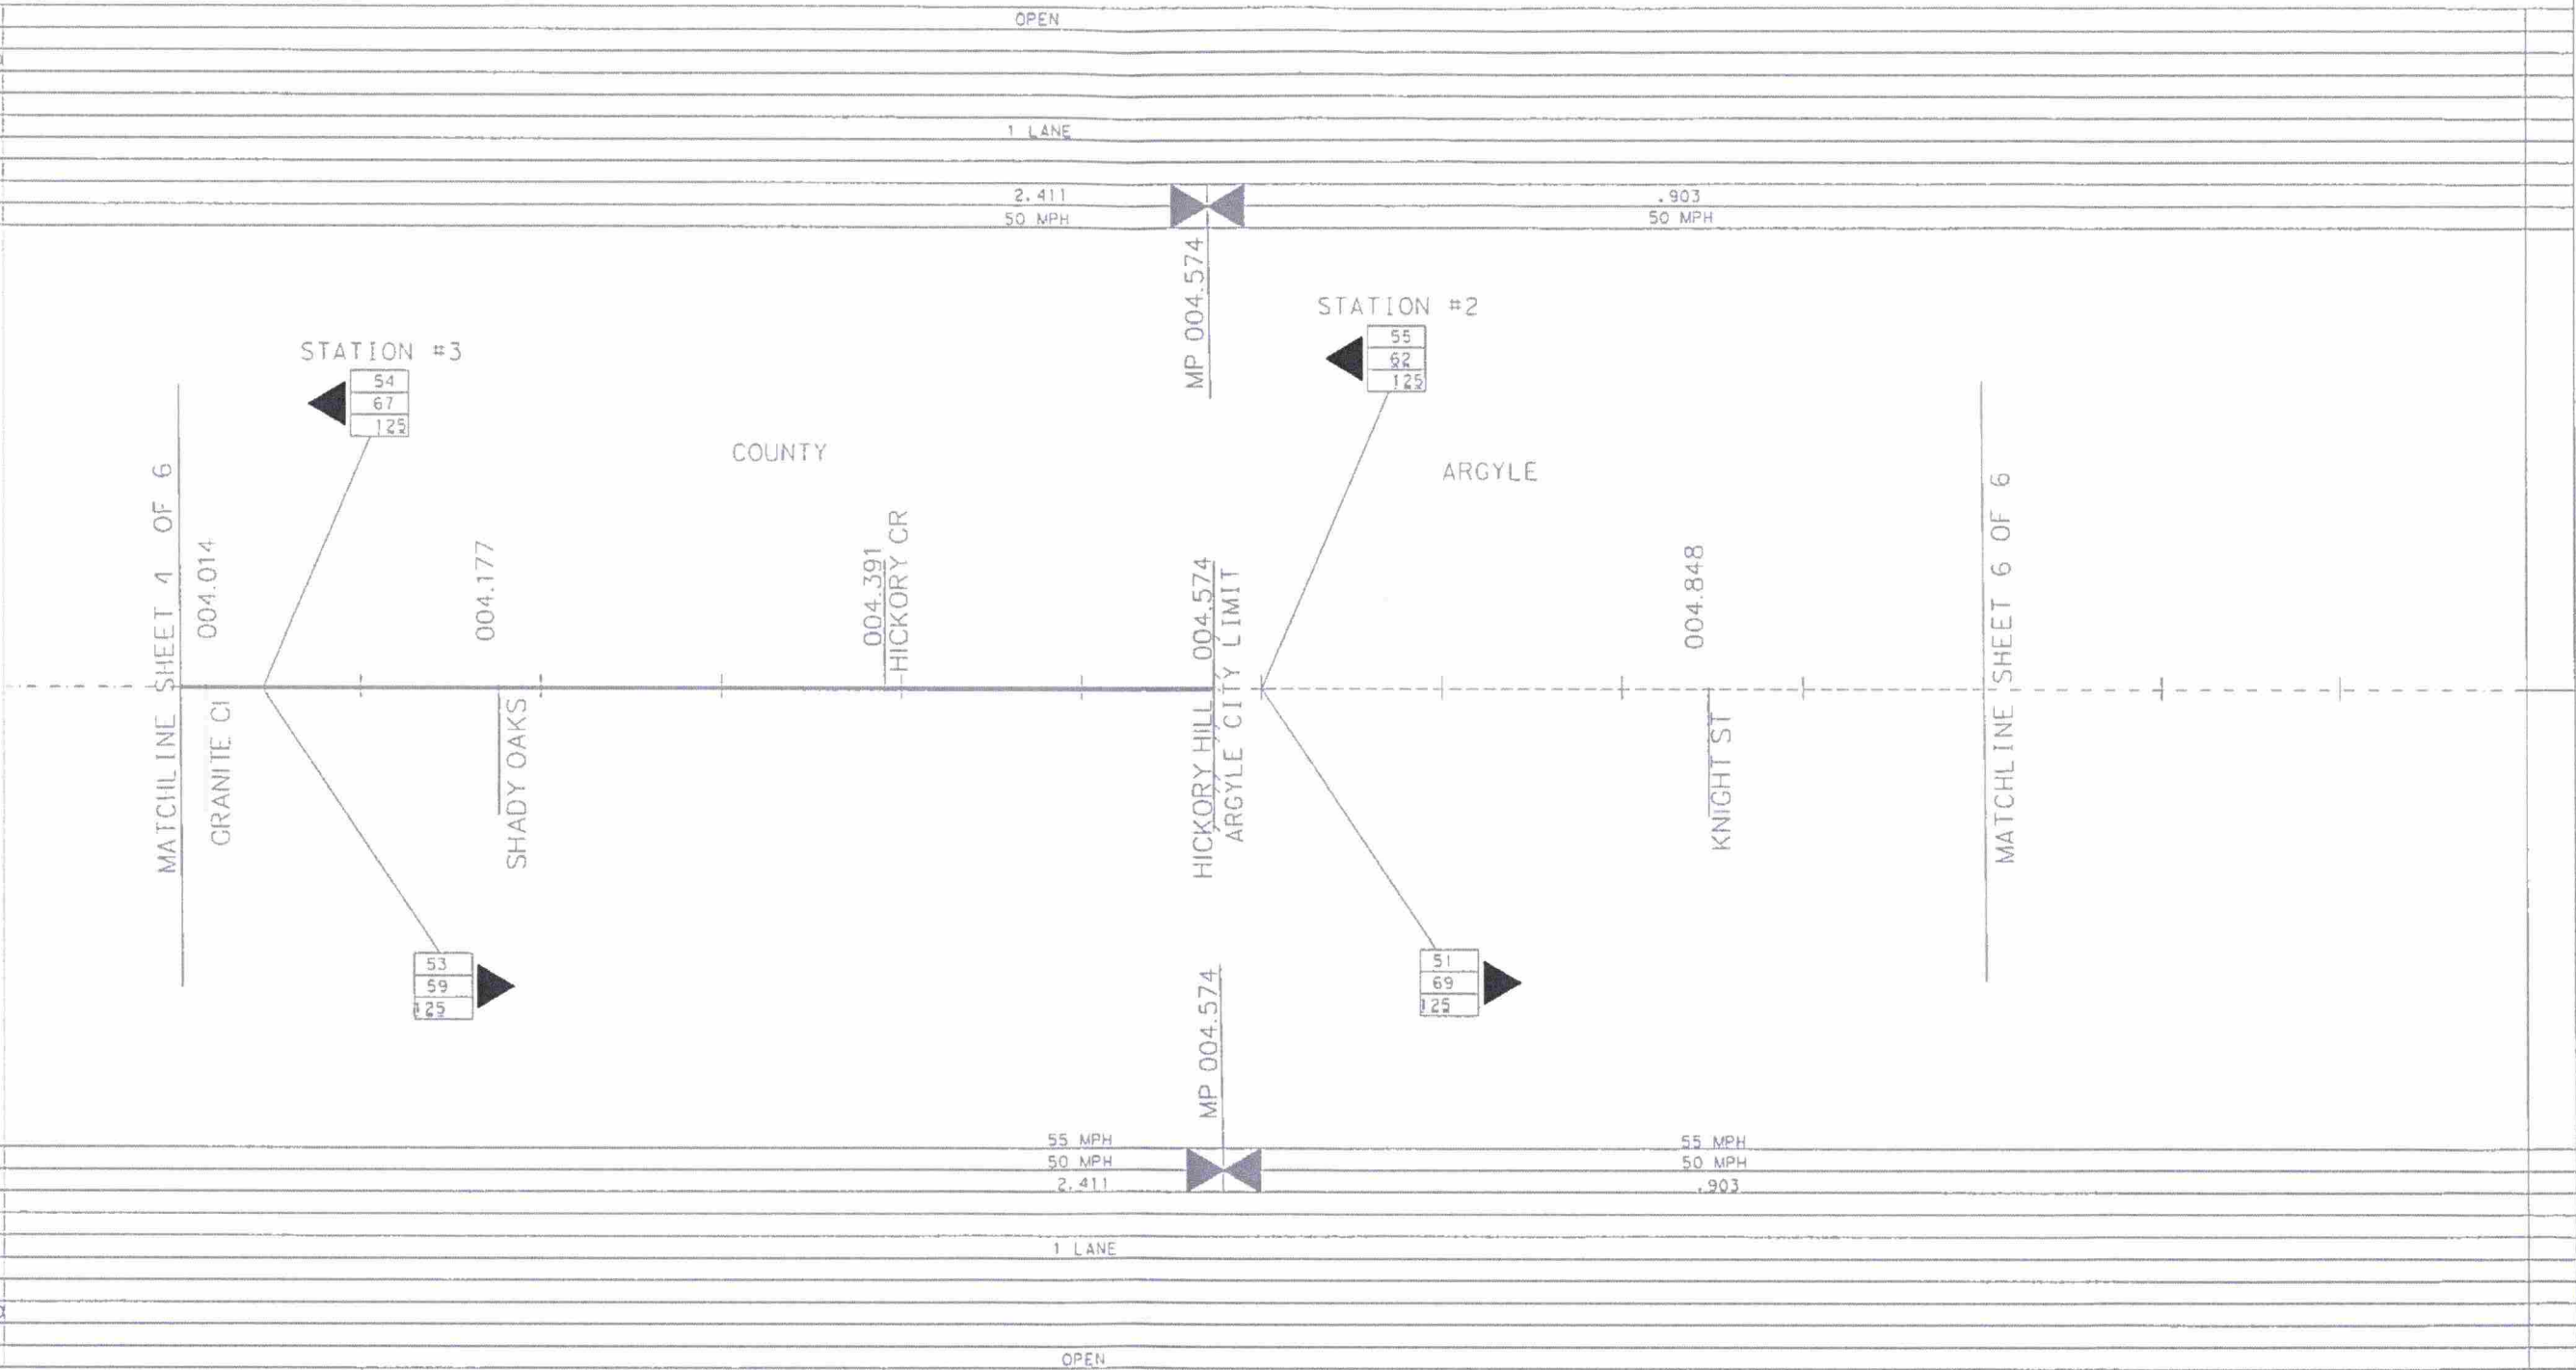 OPEN
1 LANE
2.411
.903
50 MPH
50 MPH
MP 004.574
STATION #2
55
62
125
STATION #3
54
67
125
COUNTY
ARGYLE
MATCHLINE SHEET 4 OF 6
004.014
GRANITE CI
004.177
SHADY OAKS
004.391
HICKORY CR
HICKORY HILL 004.574
ARGYLE CITY LIMIT
004.848
KNIGHT ST
MATCHLINE SHEET 6 OF 6
53
59
125
51
69
125
MP 004.574
55 MPH
55 MPH
50 MPH
50 MPH
2.411
.903
1 LANE
OPEN